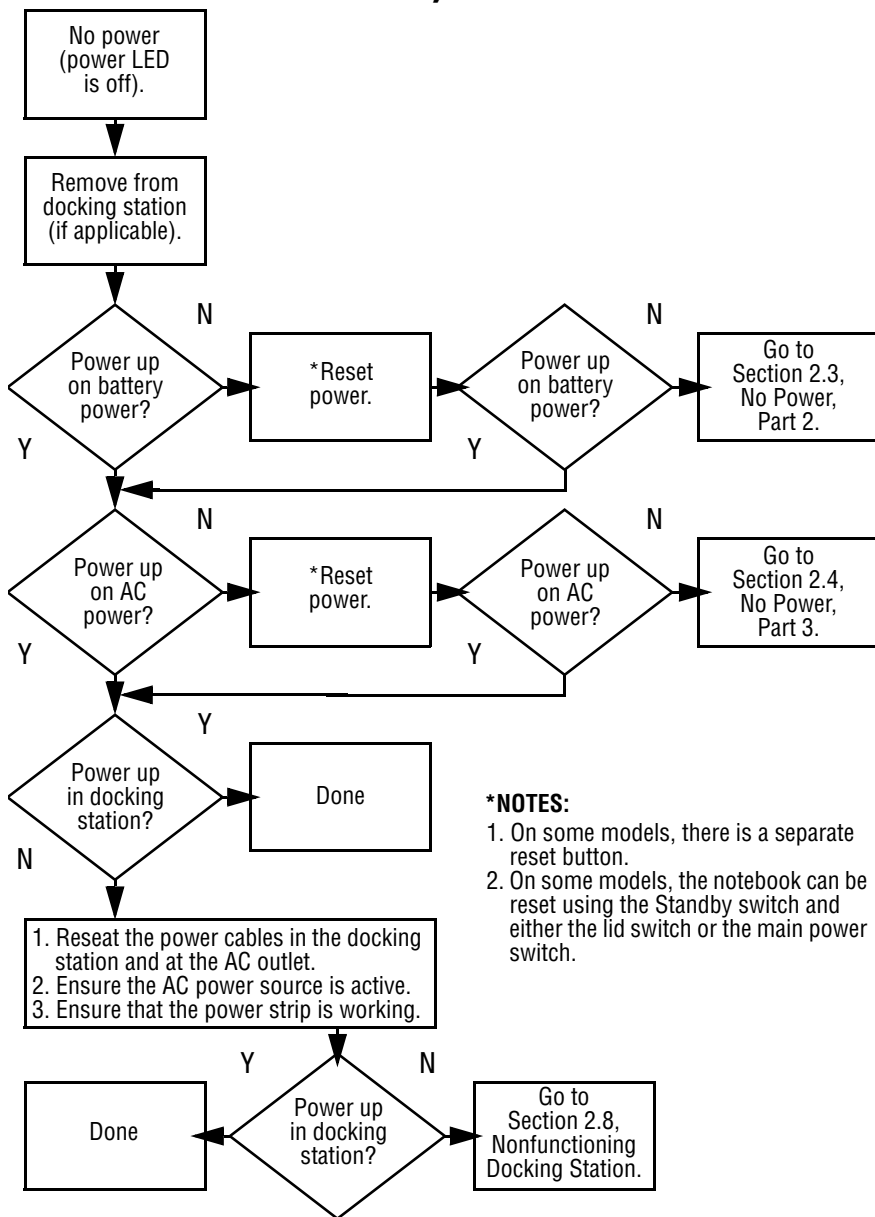 No power
(power LED
is off).
Remove from
docking station
(if applicable).
N
N
Power up
on battery
power?
*Reset
power.
Power up
on battery
power?
Go to
Section 2.3,
No Power,
Part 2.
Y
Y
N
N
Power up
on AC
power?
*Reset
power.
Power up
on AC
power?
Go to
Section 2.4,
No Power,
Part 3.
Y
Y
Y
Power up
in docking
station?
Done
N
*NOTES:
1. On some models, there is a separate
reset button.
2. On some models, the notebook can be
reset using the Standby switch and
either the lid switch or the main power
switch.
1. Reseat the power cables in the docking
station and at the AC outlet.
2. Ensure the AC power source is active.
3. Ensure that the power strip is working.
Y
N
Done
Power up
in docking
station?
Go to
Section 2.8,
Nonfunctioning
Docking Station.